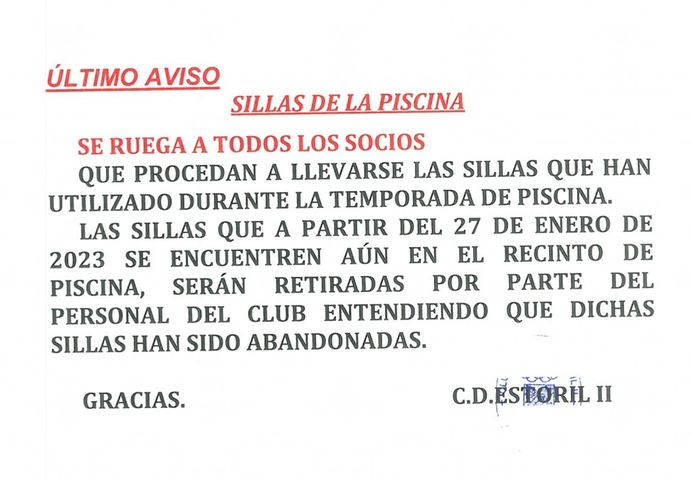 ÚLTIMO AVISO
SILLAS DE LA PISCINA
SE RUEGA A TODOS LOS SOCIOS
QUE PROCEDAN A LLEVARSE LAS SILLAS QUE HAN
UTILIZADO DURANTE LA TEMPORADA DE PISCINA.
LAS SILLAS QUE A PARTIR DEL 27 DE ENERO DE
2023 SE ENCUENTREN AÚN EN EL RECINTO DE
PISCINA, SERÁN RETIRADAS POR PARTE DEL
PERSONAL DEL CLUB ENTENDIENDO QUE DICHAS
SILLAS HAN SIDO ABANDONADAS.
GRACIAS. C.D.ESTORIL II